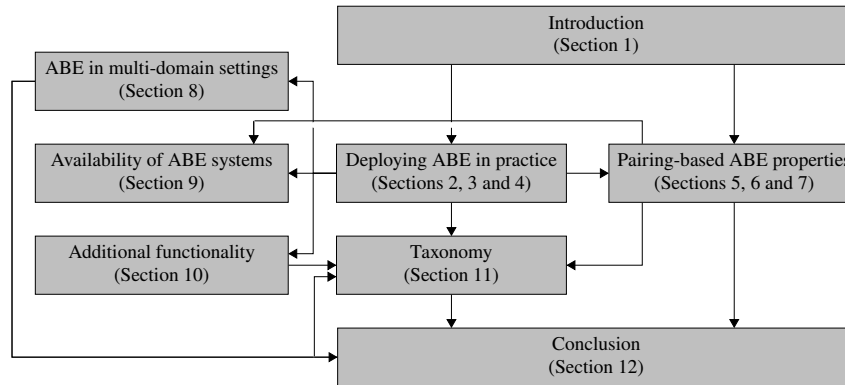 Introduction
(Section 1)
ABE in multi-domain settings
(Section 8)
Availability of ABE systems
(Section 9)
Deploying ABE in practice
(Sections 2, 3 and 4)
Pairing-based ABE properties
(Sections 5, 6 and 7)
Additional functionality
(Section 10)
Taxonomy
(Section 11)
Conclusion
(Section 12)